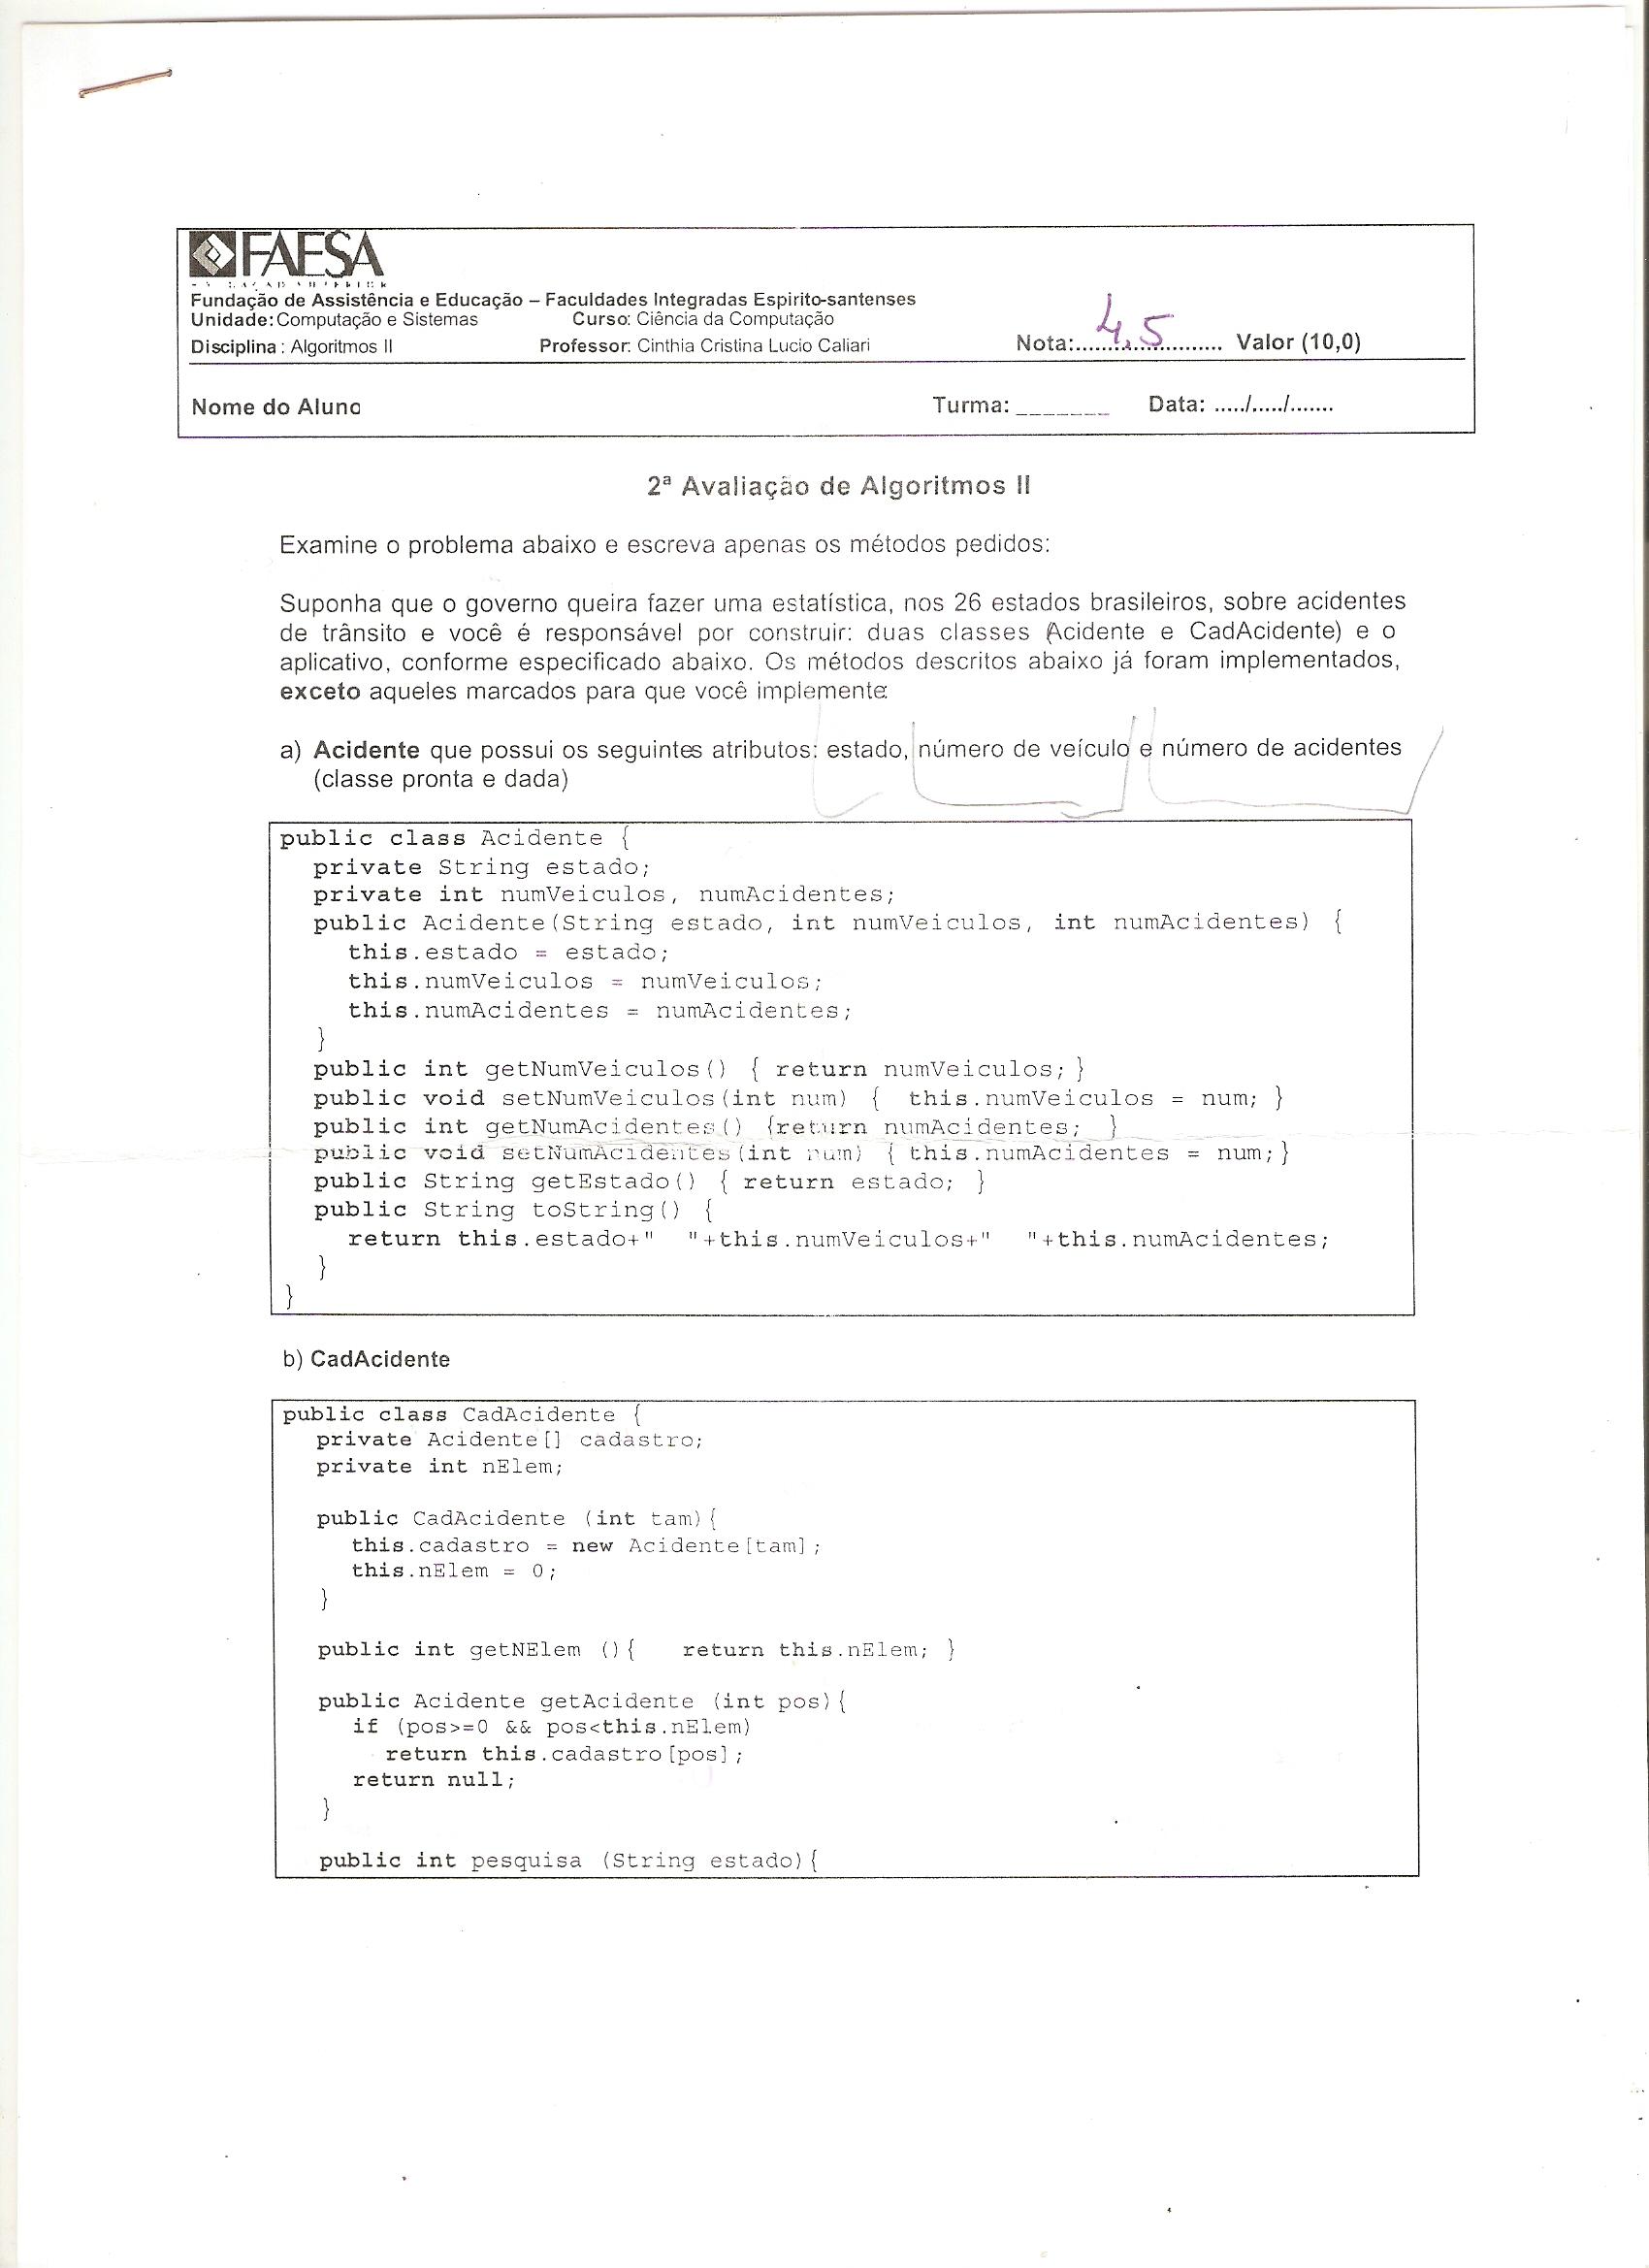 FAESA
Fundação de Assistência e Educação – Faculdades Integradas Espirito-santenses
Unidade: Computação e Sistemas Curso: Ciência da Computação
Disciplina : Algoritmos II Professor: Cinthia Cristina Lucio Caliari Nota:..4,5.. Valor (10,0)
Nome do Aluno Turma: _______ Data: ...../...../.......
2ª Avaliação de Algoritmos II
Examine o problema abaixo e escreva apenas os métodos pedidos:
Suponha que o governo queira fazer uma estatística, nos 26 estados brasileiros, sobre acidentes
de trânsito e você é responsável por construir: duas classes (Acidente e CadAcidente) e o
aplicativo, conforme especificado abaixo. Os métodos descritos abaixo já foram implementados,
exceto aqueles marcados para que você implemente:
a) Acidente que possui os seguintes atributos: estado, número de veículo e número de acidentes
(classe pronta e dada)
public class Acidente {
private String estado;
private int numVeiculos, numAcidentes;
public Acidente(String estado, int numVeiculos, int numAcidentes) {
this.estado = estado;
this.numVeiculos = numVeiculos;
this.numAcidentes = numAcidentes;
}
public int getNumVeiculos() { return numVeiculos; }
public void setNumVeiculos(int num) { this.numVeiculos = num; }
public int getNumAcidentes() {return numAcidentes; }
public void setNumAcidentes(int num) { this.numAcidentes = num; }
public String getEstado() { return estado; }
public String toString() {
return this.estado+" "+this.numVeiculos+" "+this.numAcidentes;
}
}
b) CadAcidente
public class CadAcidente {
private Acidente[] cadastro;
private int nElem;
public CadAcidente (int tam){
this.cadastro = new Acidente[tam];
this.nElem = 0;
}
public int getNElem (){ return this.nElem; }
public Acidente getAcidente (int pos){
if (pos>=0 && pos<this.nElem)
return this.cadastro[pos];
return null;
}
public int pesquisa (String estado){